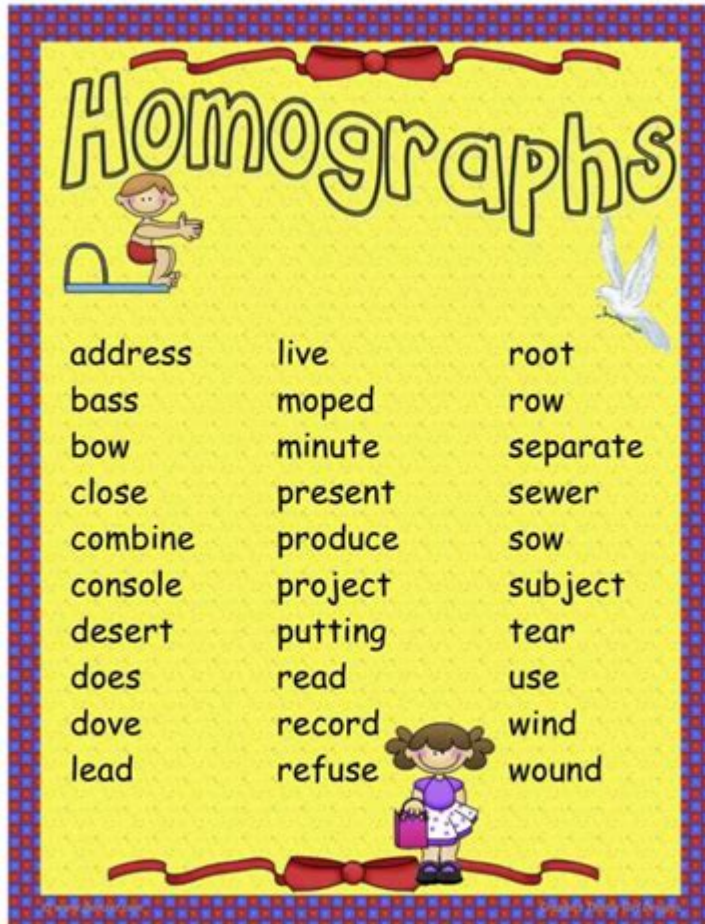 Homographs
address live root
bass moped row
bow minute separate
close present sewer
combine produce sow
console project subject
desert putting tear
does read use
dove record wind
lead refuse wound